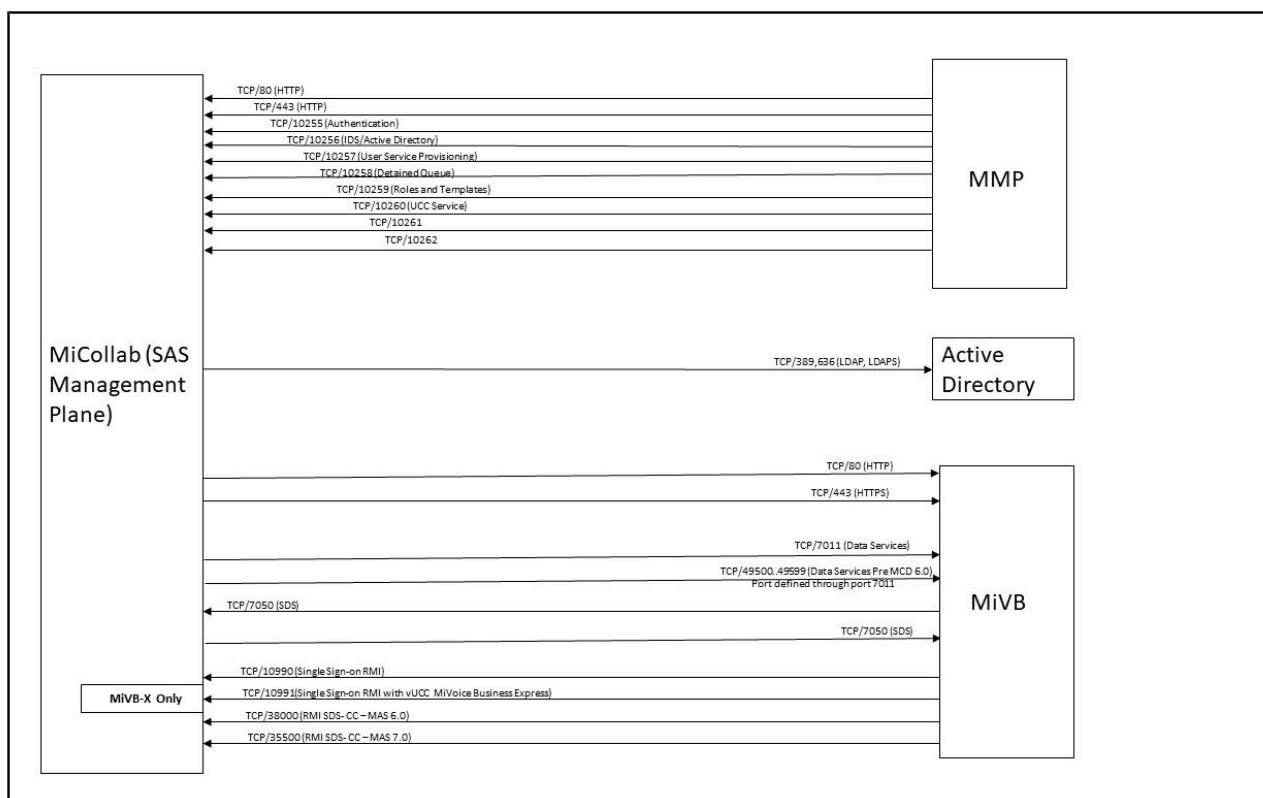 TCP/80 (HTTP)
TCP/443 (HTTP)
TCP/10255 (Authentication)
TCP/10256 (IDS/Active Directory)
TCP/10257 (User Service Provisioning)
TCP/10258 (Detained Queue)
TCP/10259 (Roles and Templates)
TCP/10260 (UCC Service)
TCP/10261
TCP/10262
MMP
MiCollab (SAS
Management
Plane)
TCP/389,636 (LDAP, LDAPS)
Active
Directory
TCP/80 (HTTP)
TCP/443 (HTTPS)
TCP/7011 (Data Services)
TCP/49500..49599 (Data Services Pre MCD 6.0)
Port defined through port 7011
TCP/7050 (SDS)
TCP/7050 (SDS)
MiVB
TCP/10990 (Single Sign-on RMI)
MiVB-X Only
TCP/10991(Single Sign-on RMI with vUCC MiVoice Business Express)
TCP/38000 (RMI SDS- CC – MAS 6.0)
TCP/35500 (RMI SDS- CC – MAS 7.0)